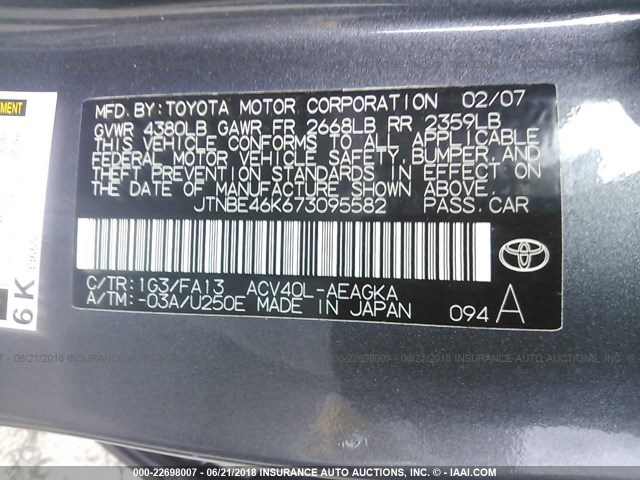 MFD. BY: TOYOTA MOTOR CORPORATION 02/07
GVWR 4380LB GAWR FR 2668LB RR 2359LB
THIS VEHICLE CONFORMS TO ALL APPLICABLE
FEDERAL MOTOR VEHICLE SAFETY, BUMPER, AND
THEFT PREVENTION STANDARDS IN EFFECT ON
THE DATE OF MANUFACTURE SHOWN ABOVE.
JTNBE46K673095582 PASS. CAR
C/TR: 1G3/FA13 ACV40L-AEAGKA
A/TM: -03A/U250E MADE IN JAPAN 094 A
TOYOTA
6K
000-22698007 - 06/21/2018 INSURANCE AUTO AUCTIONS - © - IAAI.COM